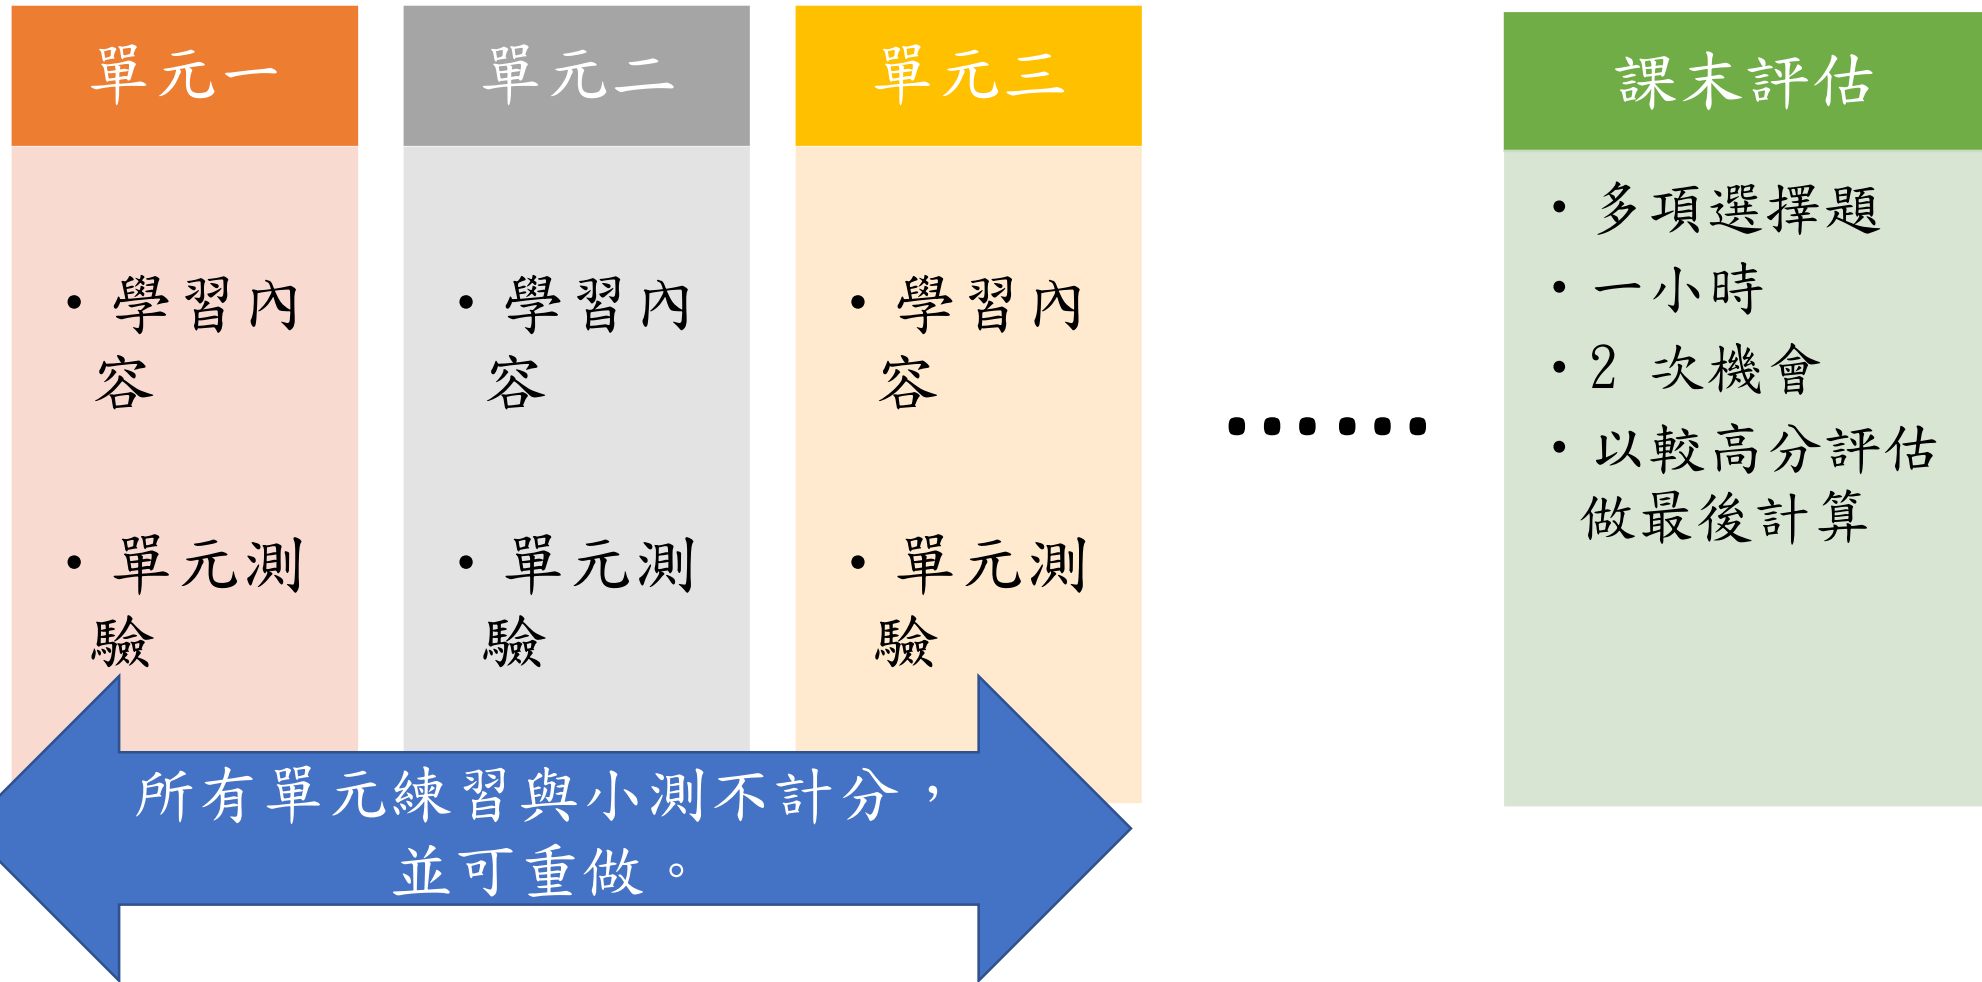 單元一
• 學習內
容
• 單元測
驗
單元二
• 學習內
容
• 單元測
驗
單元三
• 學習內
容
• 單元測
驗
......
課末評估
• 多項選擇題
• 一小時
• 2 次機會
• 以較高分評估
做最後計算
所有單元練習與小測不計分，
並可重做。